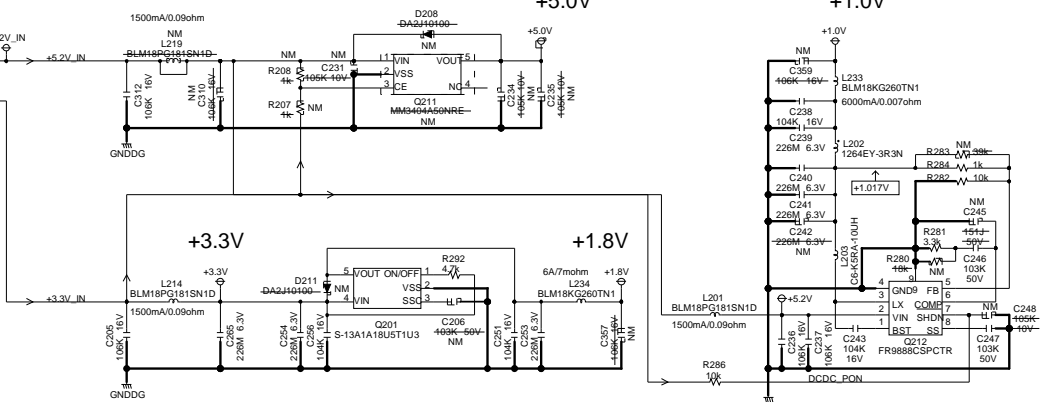 +5.0V
+1.0V
2V_IN
1500mA/0.09ohm
NM
L219
BLM18PG181SN1D
+5.2V_IN
C312
106K 16V
NM
C310
106K 16V
GNDDG
D208
DA2J10100
NM
NM
NM
C231
105K 10V
R208
1k
R207
1k
NM
1
VIN
VOUT
5
2
VSS
3
CE
NC
4
Q211
MM3404A50NRE
NM
C234
105K 10V
NM
C235
105K 10V
NM
+5.0V
+1.0V
NM
C359
106K 16V
L233
BLM18KG260TN1
6000mA/0.007ohm
C238
104K 16V
C239
226M 6.3V
L202
1264EY-3R3N
C240
226M 6.3V
C241
226M 6.3V
C242
226M 6.3V
NM
+1.017V
NM
R283
39k
R284
1k
R282
10k
L203
C6-K5RA-10UH
NM
C245
151J
50V
R281
3.3k
R280
18k
NM
C246
103K
50V
9
4
GND9
FB
5
3
LX
COMP
6
2
VIN
SHDN
7
1
BST
SS
8
Q212
FR9888CSPCTR
NM
C248
105K
10V
C247
103K
50V
C243
104K
16V
+5.2V
C236
106K 16V
C237
106K 16V
L201
BLM18PG181SN1D
1500mA/0.09ohm
R286
10k
DCDC_PON
+3.3V
+1.8V
L214
BLM18PG181SN1D
1500mA/0.09ohm
+3.3V_IN
+3.3V
C205
106K 16V
C265
226M 6.3V
GNDDG
D211
DA2J10100
NM
C254
226M 6.3V
C256
104K 16V
5
VOUT
ON/OFF
1
VSS
2
4
VIN
SSC
3
Q201
S-13A1A18U5T1U3
R292
4.7k
C206
103K 50V
NM
6A/7mohm
L234
BLM18KG260TN1
+1.8V
C251
104K 16V
C253
226M 6.3V
C357
106K 16V
NM